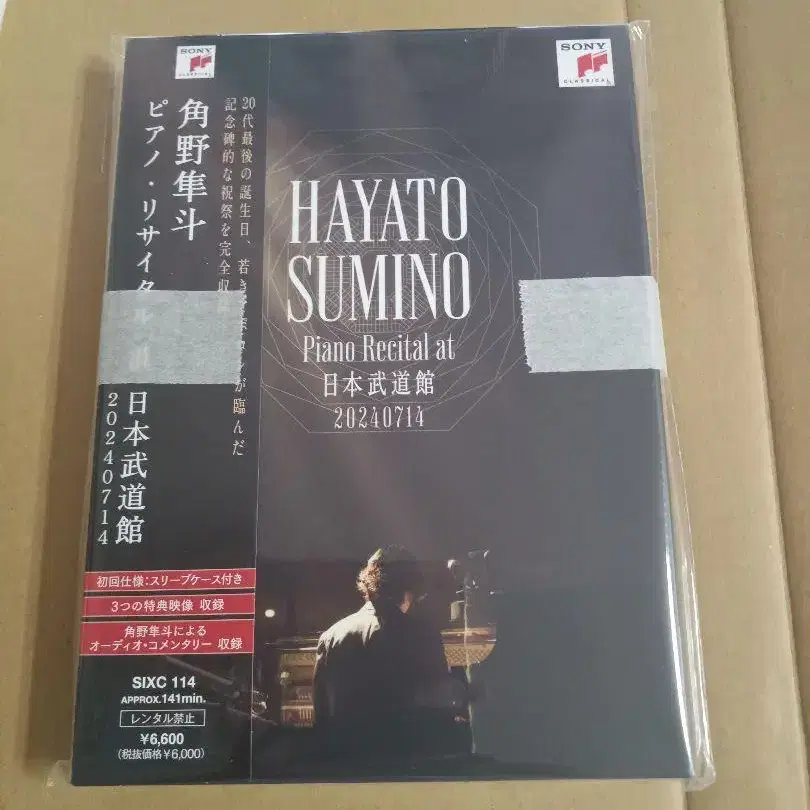 SONY
CLASSICAL
SONY
CLASSICAL
20代最後の誕生日、若き
が臨んだ
記念碑的な祝祭を完全収
角野隼斗
ピアノ・リサイタル
日本武道館
20240714
HAYATO
SUMINO
Piano Recital at
日本武道館
20240714
初回仕様:スリーブケース付き
3つの特典映像 収録
角野隼斗による
オーディオ・コメンタリー 収録
SIXC 114
APPROX.141min.
レンタル禁止
¥6,600
(税抜価格¥6,000)